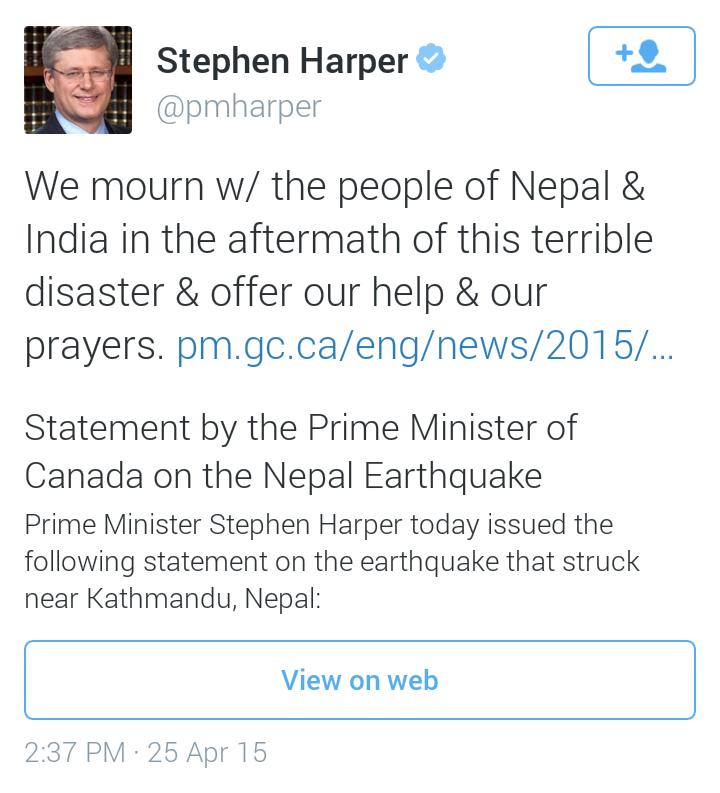 Stephen Harper
@pmharper
We mourn w/ the people of Nepal &
India in the aftermath of this terrible
disaster & offer our help & our
prayers. pm.gc.ca/eng/news/2015/...
Statement by the Prime Minister of
Canada on the Nepal Earthquake
Prime Minister Stephen Harper today issued the
following statement on the earthquake that struck
near Kathmandu, Nepal:
View on web
2:37 PM · 25 Apr 15